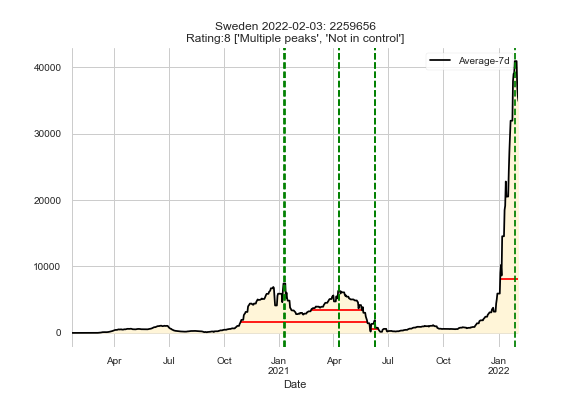 Sweden 2022-02-03: 2259656
Rating:8 ['Multiple peaks', 'Not in control']
Average-7d
40000
30000
20000
10000
0
Apr Jul Oct Jan Apr Jul Oct Jan
2021 2022
Date